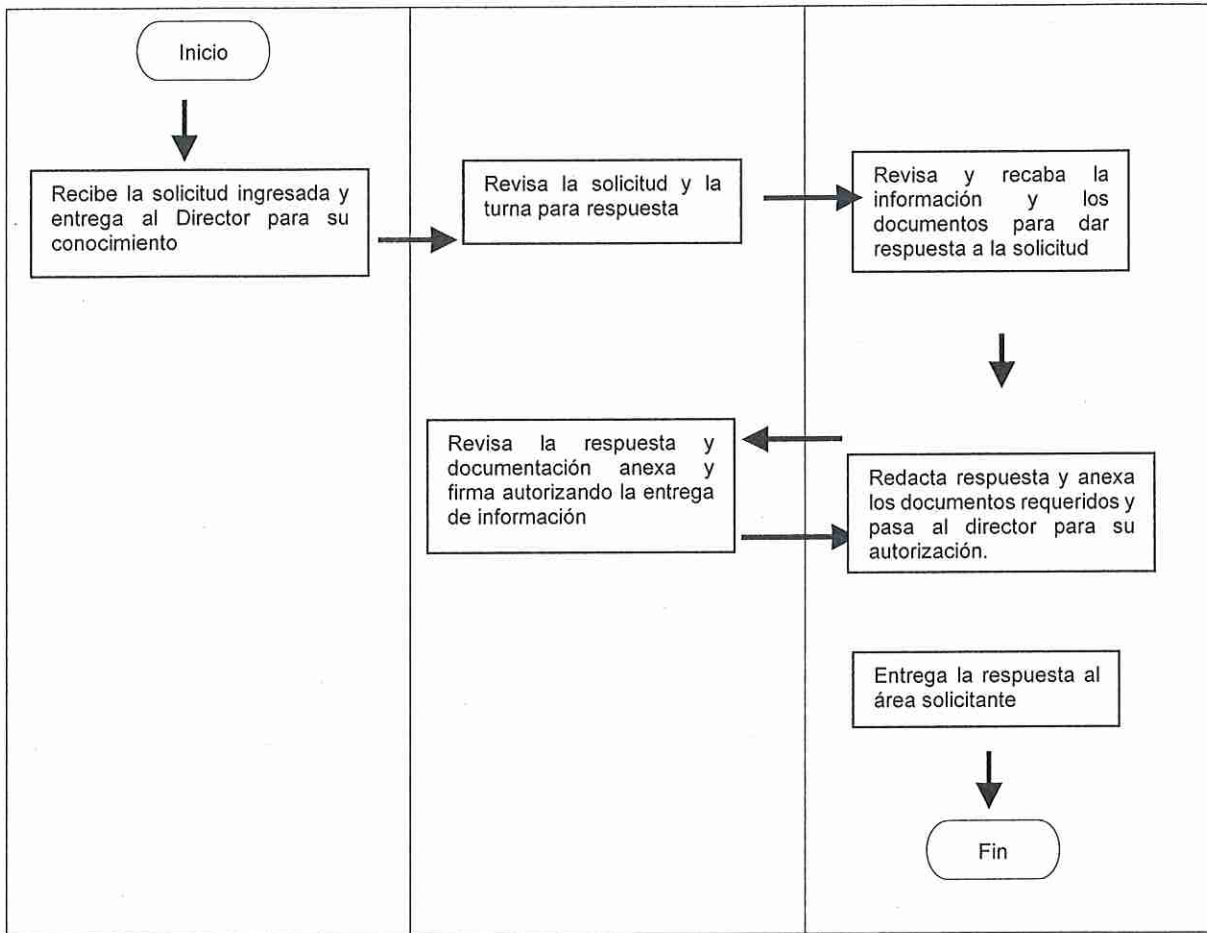 Inicio
Recibe la solicitud ingresada y
entrega al Director para su
conocimiento
Revisa la solicitud y la
turna para respuesta
Revisa y recaba la
información y los
documentos para dar
respuesta a la solicitud
Revisa la respuesta y
documentación anexa y
firma autorizando la entrega
de información
Redacta respuesta y anexa
los documentos requeridos y
pasa al director para su
autorización.
Entrega la respuesta al
área solicitante
Fin